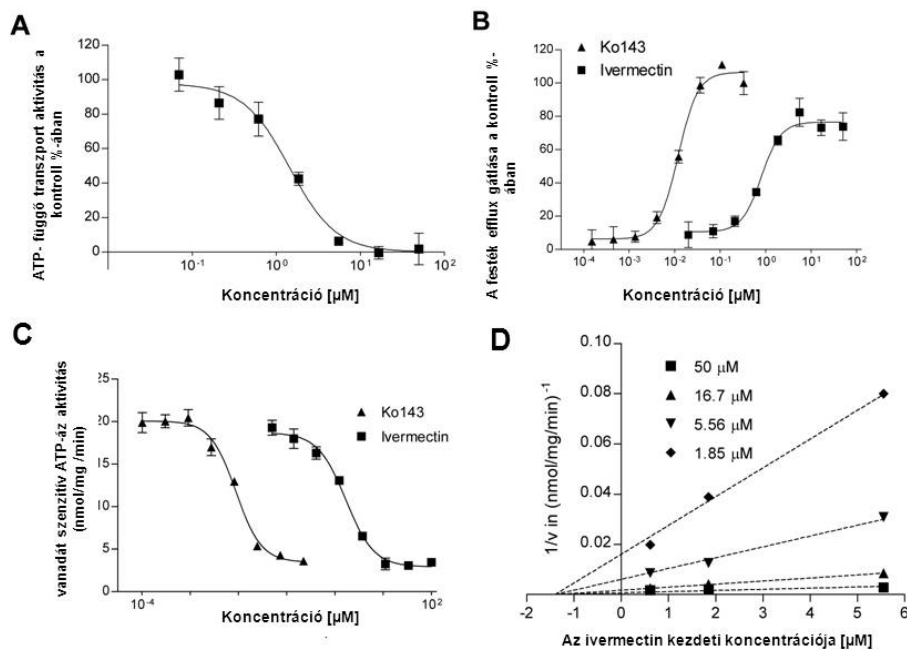 A
ATP- függő transzport aktivitás a
kontroll %-ában
120
100
80
60
40
20
0
10-1
100
101
102
Koncentráció [µM]
B
Ko143
Ivermectin
A festék efflux gátlása a kontroll %-
ában
120
100
80
60
40
20
0
10-4
10-3
10-2
10-1
100
101
102
Koncentráció [µM]
C
vanadát szenzitív ATP-áz aktivitás
(nmol/mg /min)
25
20
15
10
5
0
Ko143
Ivermectin
10-4
102
Koncentráció [µM]
D
1/v in (nmol/mg/min)-1
0.10
0.08
0.06
0.04
0.02
50 µM
16.7 µM
5.56 µM
1.85 µM
-2
-1
0
1
2
3
4
5
6
Az ivermectin kezdeti koncentrációja [µM]